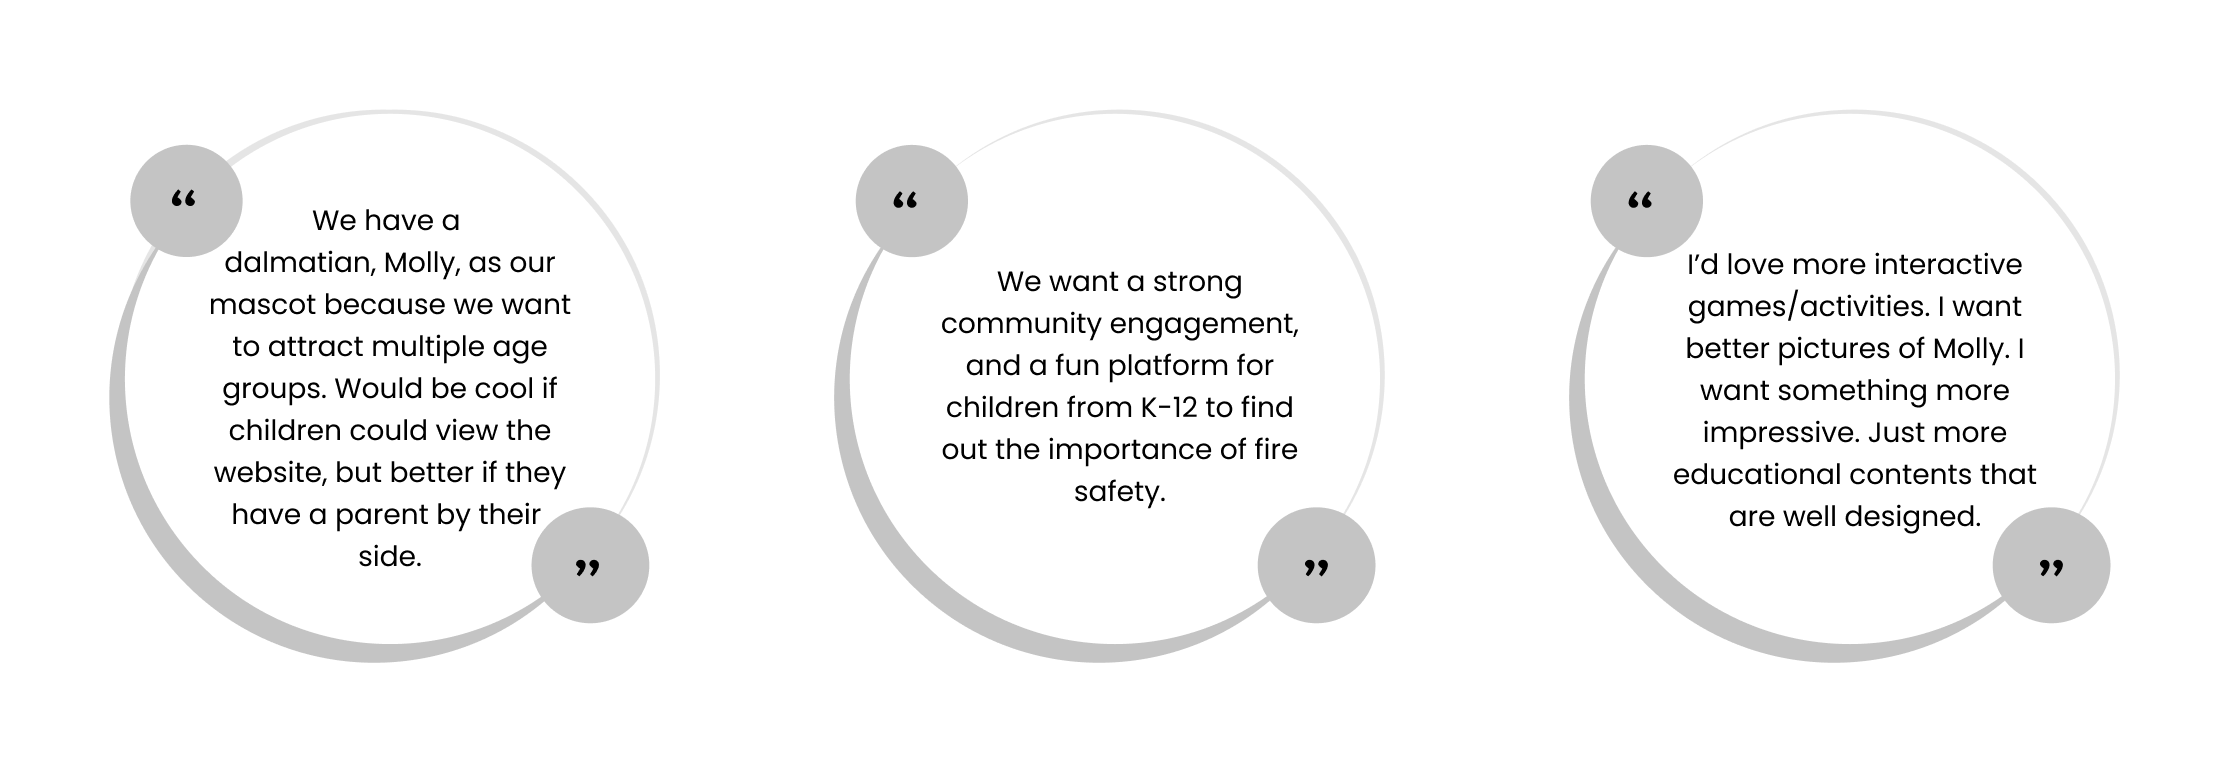 “
We have a
dalmatian, Molly, as our
mascot because we want
to attract multiple age
groups. Would be cool if
children could view the
website, but better if they
have a parent by their
side.
”
“
We want a strong
community engagement,
and a fun platform for
children from K-12 to find
out the importance of fire
safety.
”
“
I’d love more interactive
games/activities. I want
better pictures of Molly. I
want something more
impressive. Just more
educational contents that
are well designed.
”